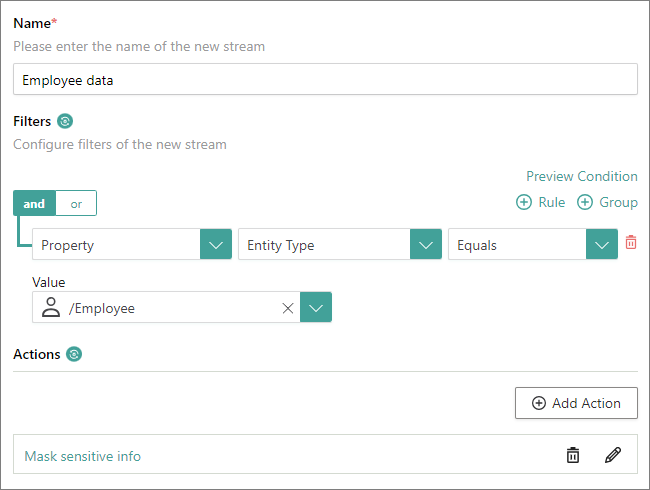 Name*
Please enter the name of the new stream
Employee data
Filters
Configure filters of the new stream
Preview Condition
and or Rule Group
Property Entity Type Equals
Value
/Employee
Actions
Add Action
Mask sensitive info